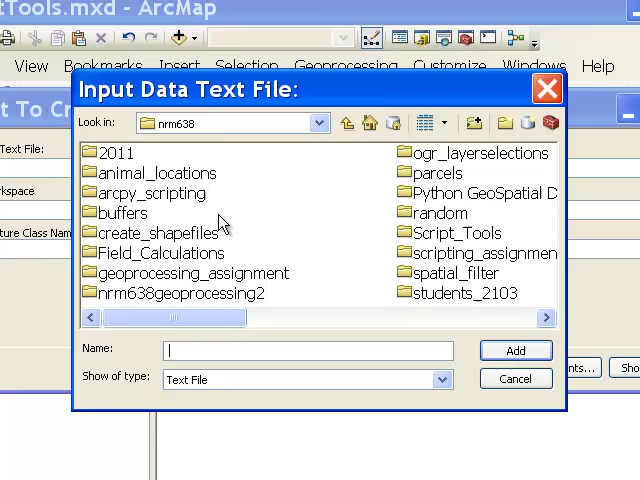 tTools.mxd - ArcMap
View Bookmarks Insert Selection Geoprocessing Customize Windows Help
Input Data Text File:
t To Cr
Look in: nrm638
Text File:
2011
animal_locations
arcpy_scripting
buffers
create_shapefiles
Field_Calculations
geoprocessing_assignment
nrm638geoprocessing2
ogr_layerselections
parcels
Python GeoSpatial D
random
Script_Tools
scripting_assignmen
spatial_filter
students_2103
kspace
ture Class Name
Name:
Add
Show of type: Text File
Cancel
nts...
Sho